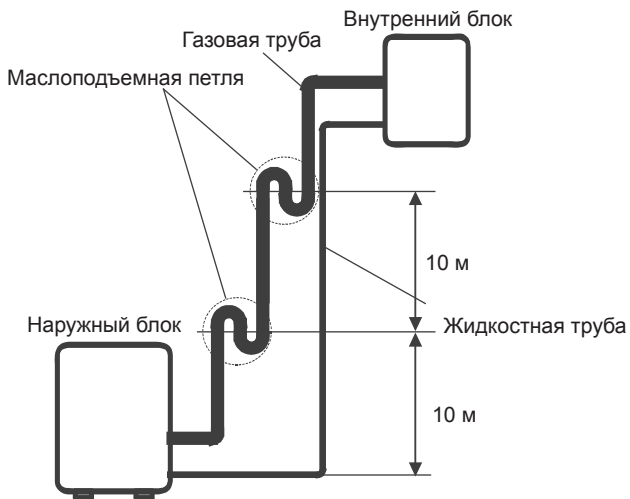 Внутренний блок
Газовая труба
Маслоподъемная петля
10 м
Наружный блок
Жидкостная труба
10 м